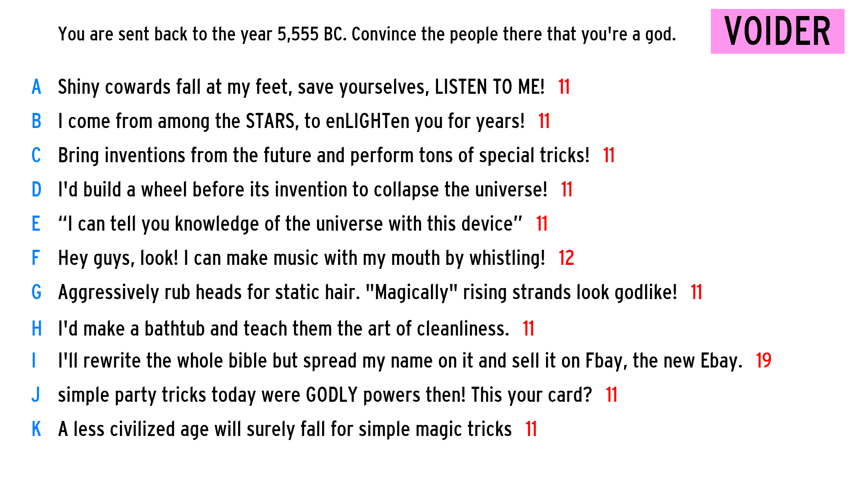 You are sent back to the year 5,555 BC. Convince the people there that you're a god.
VOIDER
A Shiny cowards fall at my feet, save yourselves, LISTEN TO ME! 11
B I come from among the STARS, to enLIGHTen you for years! 11
C Bring inventions from the future and perform tons of special tricks! 11
D I'd build a wheel before its invention to collapse the universe! 11
E “I can tell you knowledge of the universe with this device” 11
F Hey guys, look! I can make music with my mouth by whistling! 12
G Aggressively rub heads for static hair. "Magically" rising strands look godlike! 11
H I'd make a bathtub and teach them the art of cleanliness. 11
I I'll rewrite the whole bible but spread my name on it and sell it on Fbay, the new Ebay. 19
J simple party tricks today were GODLY powers then! This your card? 11
K A less civilized age will surely fall for simple magic tricks 11